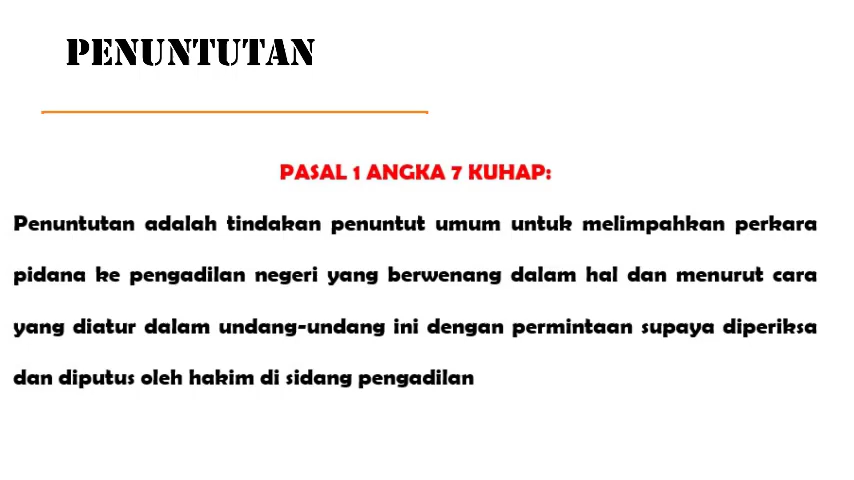 PENUNTUTAN
PASAL 1 ANGKA 7 KUHAP:
Penuntutan adalah tindakan penuntut umum untuk melimpahkan perkara
pidana ke pengadilan negeri yang berwenang dalam hal dan menurut cara
yang diatur dalam undang-undang ini dengan permintaan supaya diperiksa
dan diputus oleh hakim di sidang pengadilan